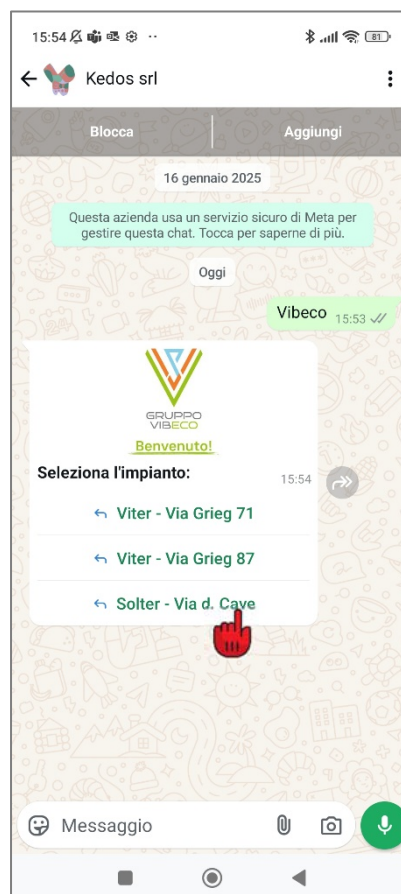 15:54
81
Kedos srl
Blocca
Aggiungi
16 gennaio 2025
Questa azienda usa un servizio sicuro di Meta per
gestire questa chat. Tocca per saperne di più.
Oggi
Vibeco 15:53
GRUPPO
VIBECO
Benvenuto!
Seleziona l'impianto:
15:54
Viter - Via Grieg 71
Viter - Via Grieg 87
Solter - Via d. Cave
Messaggio